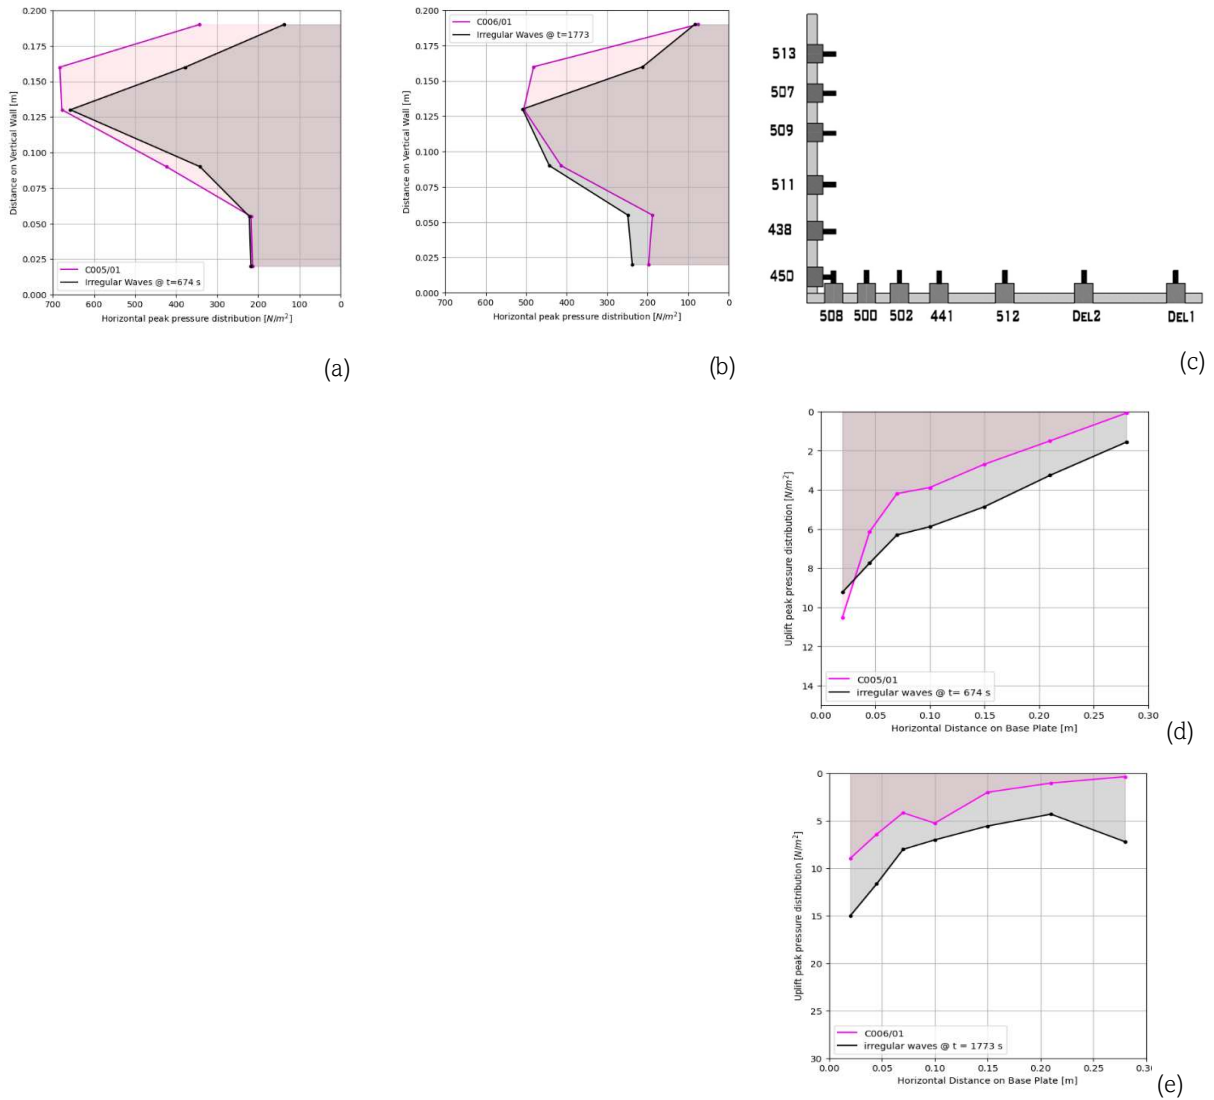 0.200
0.175
0.150
0.125
0.100
0.075
0.050
0.025
0.000
Distance on Vertical Wall [m]
C005/01
Irregular Waves @ t=674 s
700 600 500 400 300 200 100 0
Horizontal peak pressure distribution [N/m²]
(a)
0.200
0.175
0.150
0.125
0.100
0.075
0.050
0.025
0.000
Distance on Vertical Wall [m]
C006/01
Irregular Waves @ t=1773
700 600 500 400 300 200 100 0
Horizontal peak pressure distribution [N/m²]
(b)
513
507
509
511
438
450
508 500 502 441 512 DEL2 DEL1
(c)
0
2
4
6
8
10
12
14
Uplift peak pressure distribution [N/m²]
C005/01
irregular waves @ t= 674 s
0.00 0.05 0.10 0.15 0.20 0.25 0.30
Horizontal Distance on Base Plate [m]
(d)
0
5
10
15
20
25
30
Uplift peak pressure distribution [N/m²]
C006/01
irregular waves @ t = 1773 s
0.00 0.05 0.10 0.15 0.20 0.25 0.30
Horizontal Distance on Base Plate [m]
(e)